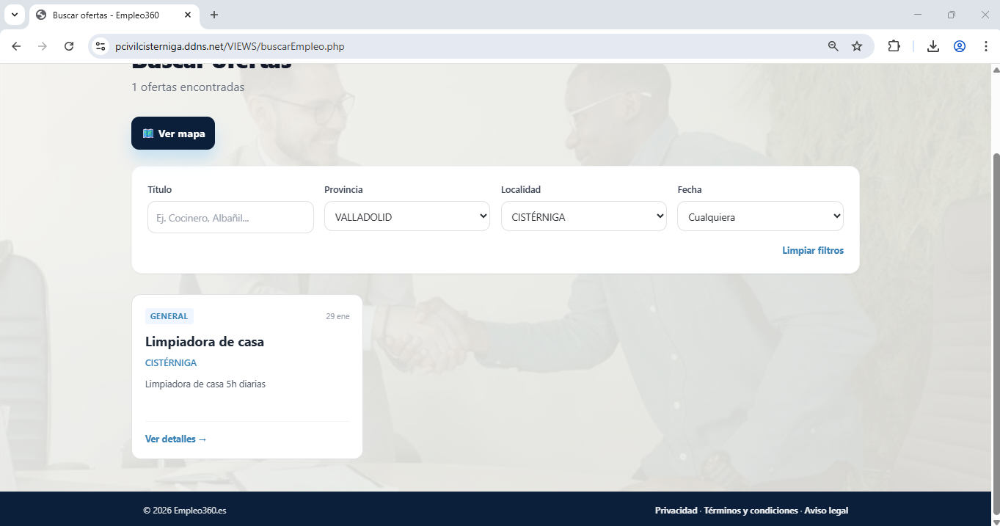 Buscar ofertas - Empleo360
pcivilcisterniga.ddns.net/VIEWS/buscarEmpleo.php
Buscar ofertas
1 ofertas encontradas
Ver mapa
Título Provincia Localidad Fecha
Ej. Cocinero, Albañil... VALLADOLID CISTÉRNIGA Cualquiera
Limpiar filtros
GENERAL 29 ene
Limpiadora de casa
CISTÉRNIGA
Limpiadora de casa 5h diarias
Ver detalles →
© 2026 Empleo360.es Privacidad · Términos y condiciones · Aviso legal